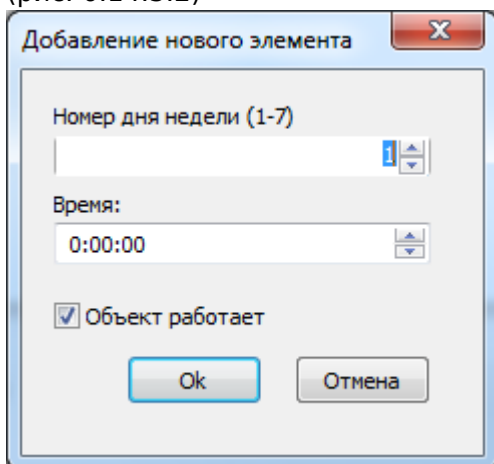 Добавление нового элемента
Номер дня недели (1-7)
1
Время:
0:00:00
Объект работает
Ok
Отмена